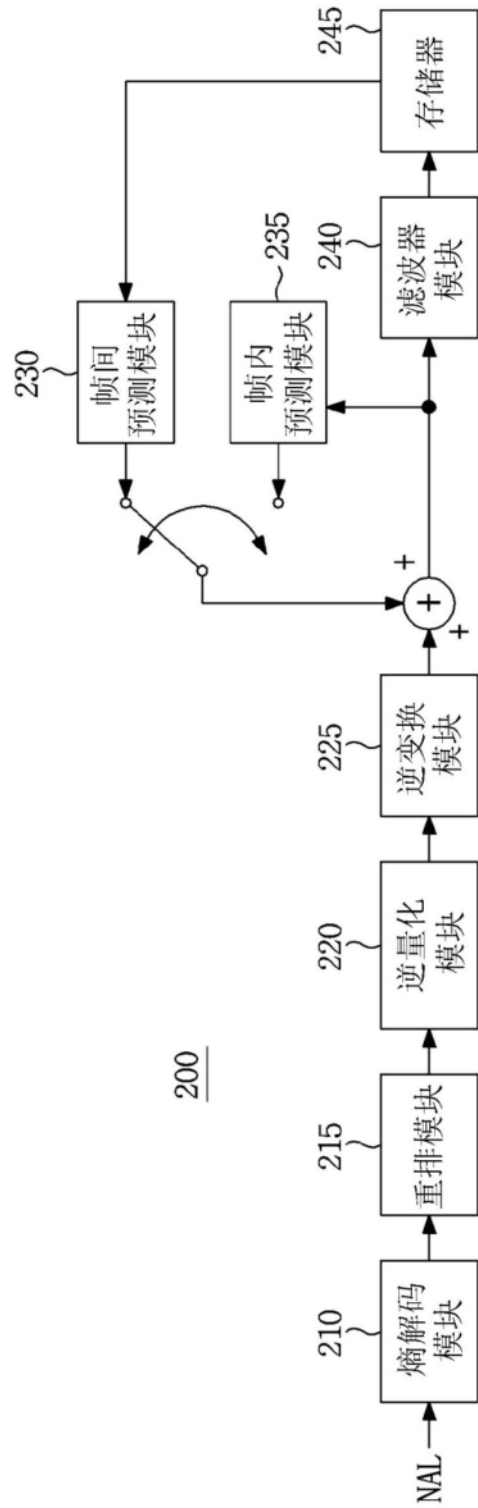 200
230
帧间
预测模块
235
帧内
预测模块
240
滤波器
模块
245
存储器
+
+
+
NAL
210
熵解码
模块
215
重排模块
220
逆量化
模块
225
逆变换
模块